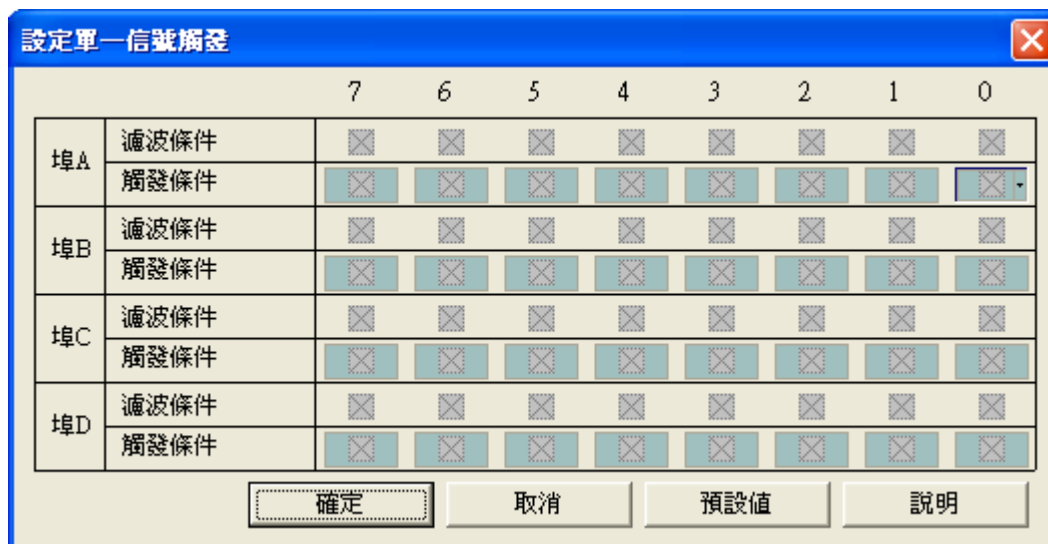 設定單一信號觸發
7 6 5 4 3 2 1 0
埠A
濾波條件
觸發條件
埠B
濾波條件
觸發條件
埠C
濾波條件
觸發條件
埠D
濾波條件
觸發條件
確定 取消 預設值 說明